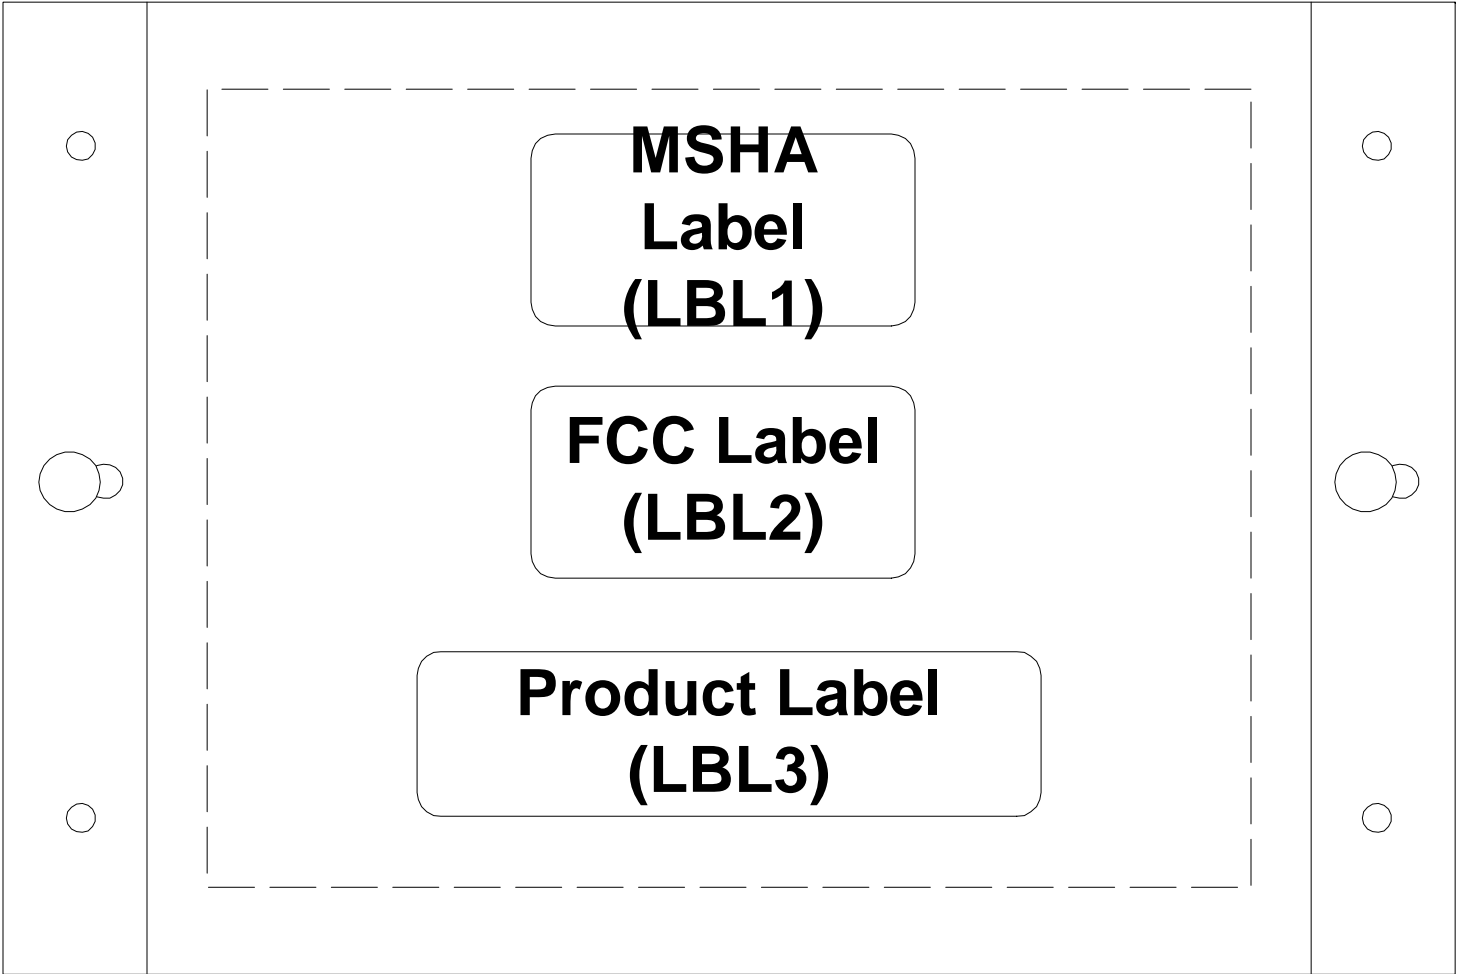 MSHA
Label
(LBL1)
FCC Label
(LBL2)
Product Label
(LBL3)